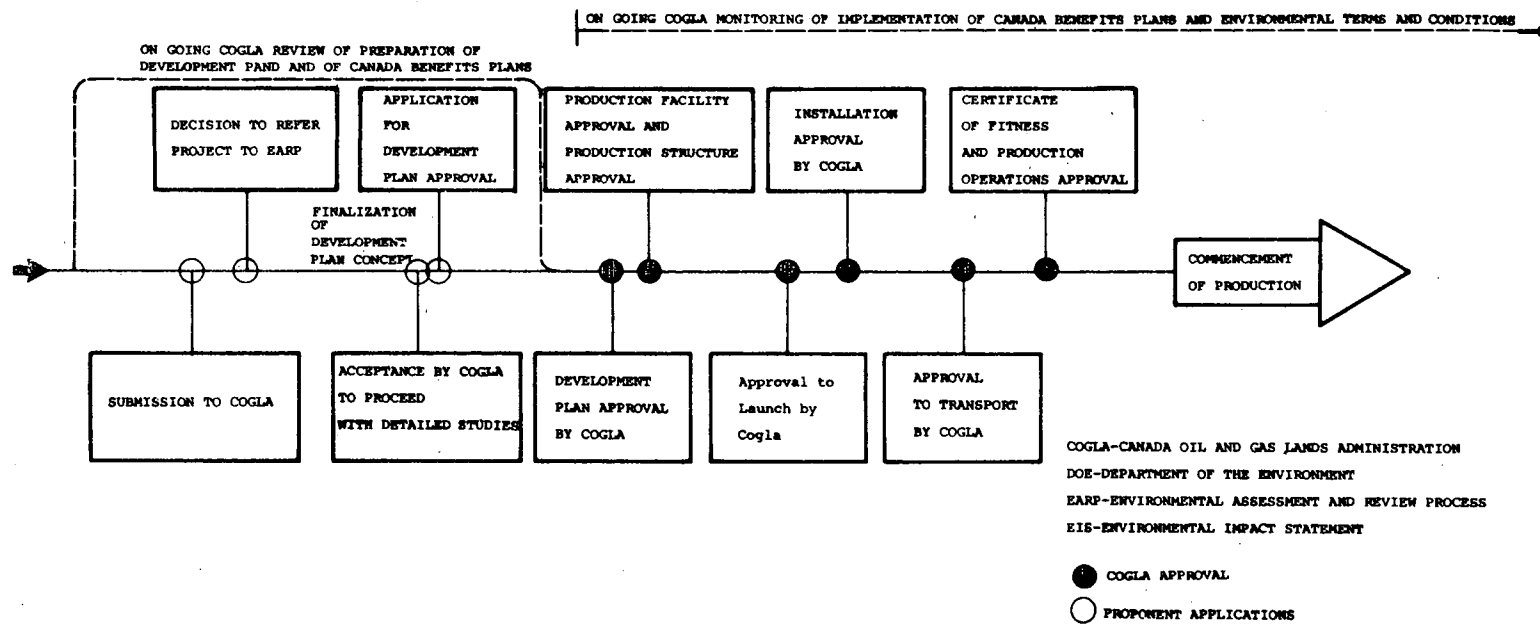 ON GOING COGLA MONITORING OF IMPLEMENTATION OF CANADA BENEFITS PLANS AND ENVIRONMENTAL TERMS AND CONDITIONS
ON GOING COGLA REVIEW OF PREPARATION OF
DEVELOPMENT PAND AND OF CANADA BENEFITS PLANS
DECISION TO REFER
PROJECT TO EARP
APPLICATION
FOR
DEVELOPMENT
PLAN APPROVAL
PRODUCTION FACILITY
APPROVAL AND
PRODUCTION STRUCTURE
APPROVAL
INSTALLATION
APPROVAL
BY COGLA
CERTIFICATE
OF FITNESS
AND PRODUCTION
OPERATIONS APPROVAL
FINALIZATION
OF
DEVELOPMENT
PLAN CONCEPT
COMMENCEMENT
OF PRODUCTION
SUBMISSION TO COGLA
ACCEPTANCE BY COGLA
TO PROCEED
WITH DETAILED STUDIES
DEVELOPMENT
PLAN APPROVAL
BY COGLA
Approval to
Launch by
Cogla
APPROVAL
TO TRANSPORT
BY COGLA
COGLA-CANADA OIL AND GAS LANDS ADMINISTRATION
DOE-DEPARTMENT OF THE ENVIRONMENT
EARP-ENVIRONMENTAL ASSESSMENT AND REVIEW PROCESS
EIS-ENVIRONMENTAL IMPACT STATEMENT
COGLA APPROVAL
PROPONENT APPLICATIONS